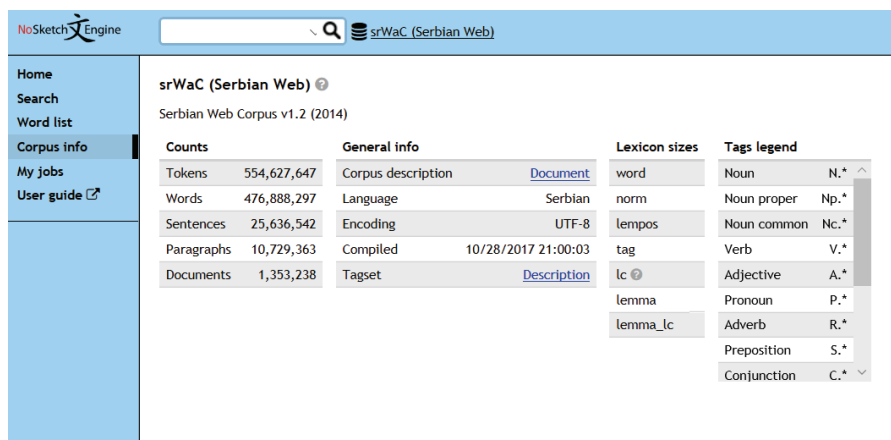 NoSketch Engine
srWaC (Serbian Web)
Home
Search
Word list
Corpus info
My jobs
User guide
srWaC (Serbian Web) ?
Serbian Web Corpus v1.2 (2014)
Counts
Tokens 554,627,647
Words 476,888,297
Sentences 25,636,542
Paragraphs 10,729,363
Documents 1,353,238
General info
Corpus description Document
Language Serbian
Encoding UTF-8
Compiled 10/28/2017 21:00:03
Tagset Description
Lexicon sizes
word
norm
lempos
tag
lc ?
lemma
lemma_lc
Tags legend
Noun N.*
Noun proper Np.*
Noun common Nc.*
Verb V.*
Adjective A.*
Pronoun P.*
Adverb R.*
Preposition S.*
Conjunction C.*